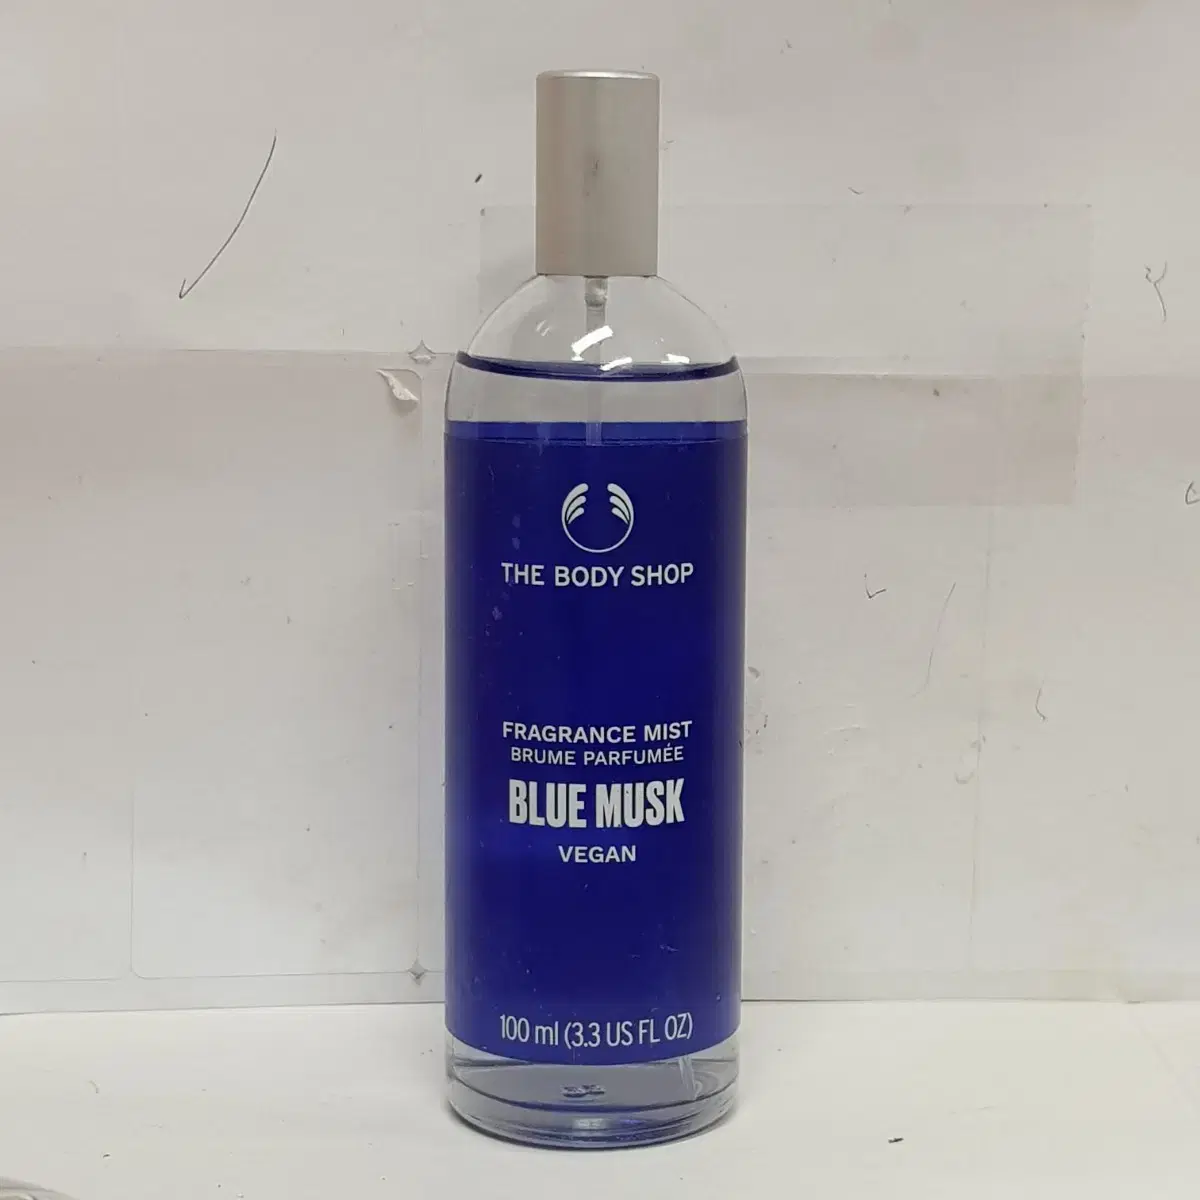 THE BODY SHOP
FRAGRANCE MIST
BRUME PARFUMÉE
BLUE MUSK
VEGAN
100 ml (3.3 US FL OZ)